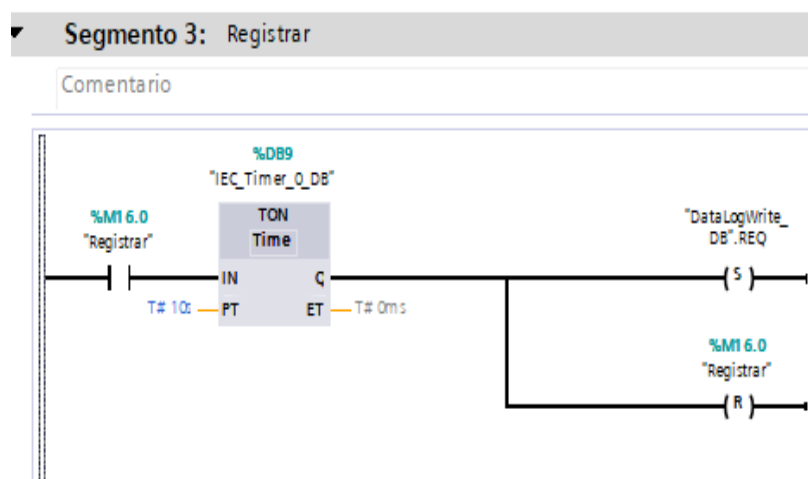 Segmento 3: Registrar
Comentario
%DB9
"IEC_Timer_0_DB"
%M16.0
"Registrar"
TON
Time
IN
Q
T# 10s
PT
ET
T# 0ms
"DataLogWrite_
DB".REQ
S
%M16.0
"Registrar"
R